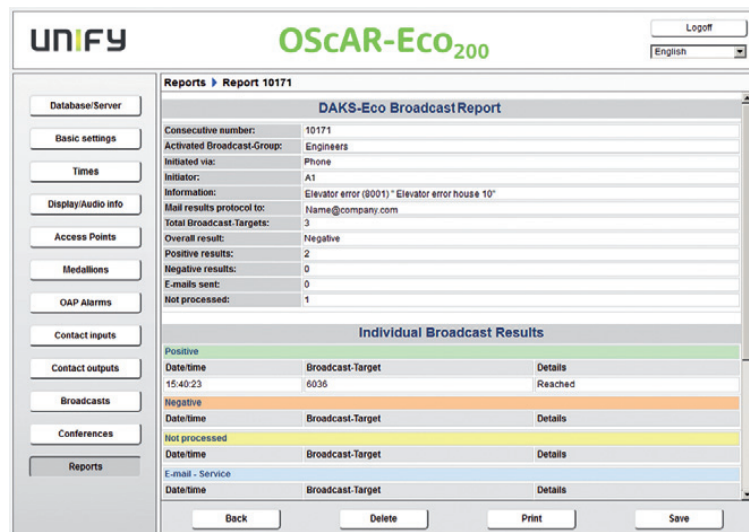 UNIFY
OScAR-Eco200
Logoff
English
Database/Server
Basic settings
Times
Display/Audio info
Access Points
Medallions
OAP Alarms
Contact inputs
Contact outputs
Broadcasts
Conferences
Reports
Reports Report 10171
DAKS-Eco Broadcast Report
Consecutive number: 10171
Activated Broadcast-Group: Engineers
Initiated via: Phone
Initiator: A1
Information: Elevator error (8001) " Elevator error house 10"
Mail results protocol to: Name@company.com
Total Broadcast-Targets: 3
Overall result: Negative
Positive results: 2
Negative results: 0
E-mails sent: 0
Not processed: 1
Individual Broadcast Results
Positive
Date/time Broadcast-Target Details
15:40:23 6036 Reached
Negative
Date/time Broadcast-Target Details
Not processed
Date/time Broadcast-Target Details
E-mail - Service
Date/time Broadcast-Target Details
Back Delete Print Save